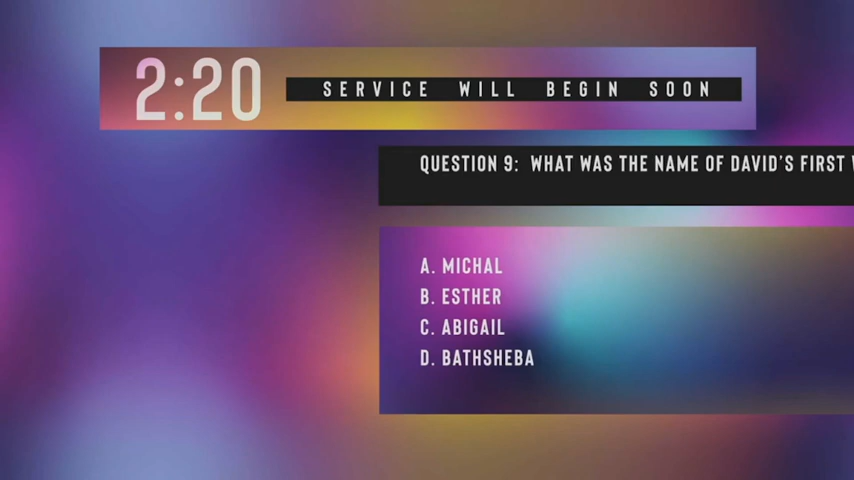 2:20
SERVICE WILL BEGIN SOON
QUESTION 9: WHAT WAS THE NAME OF DAVID'S FIRST
A. MICHAL
B. ESTHER
C. ABIGAIL
D. BATHSHEBA